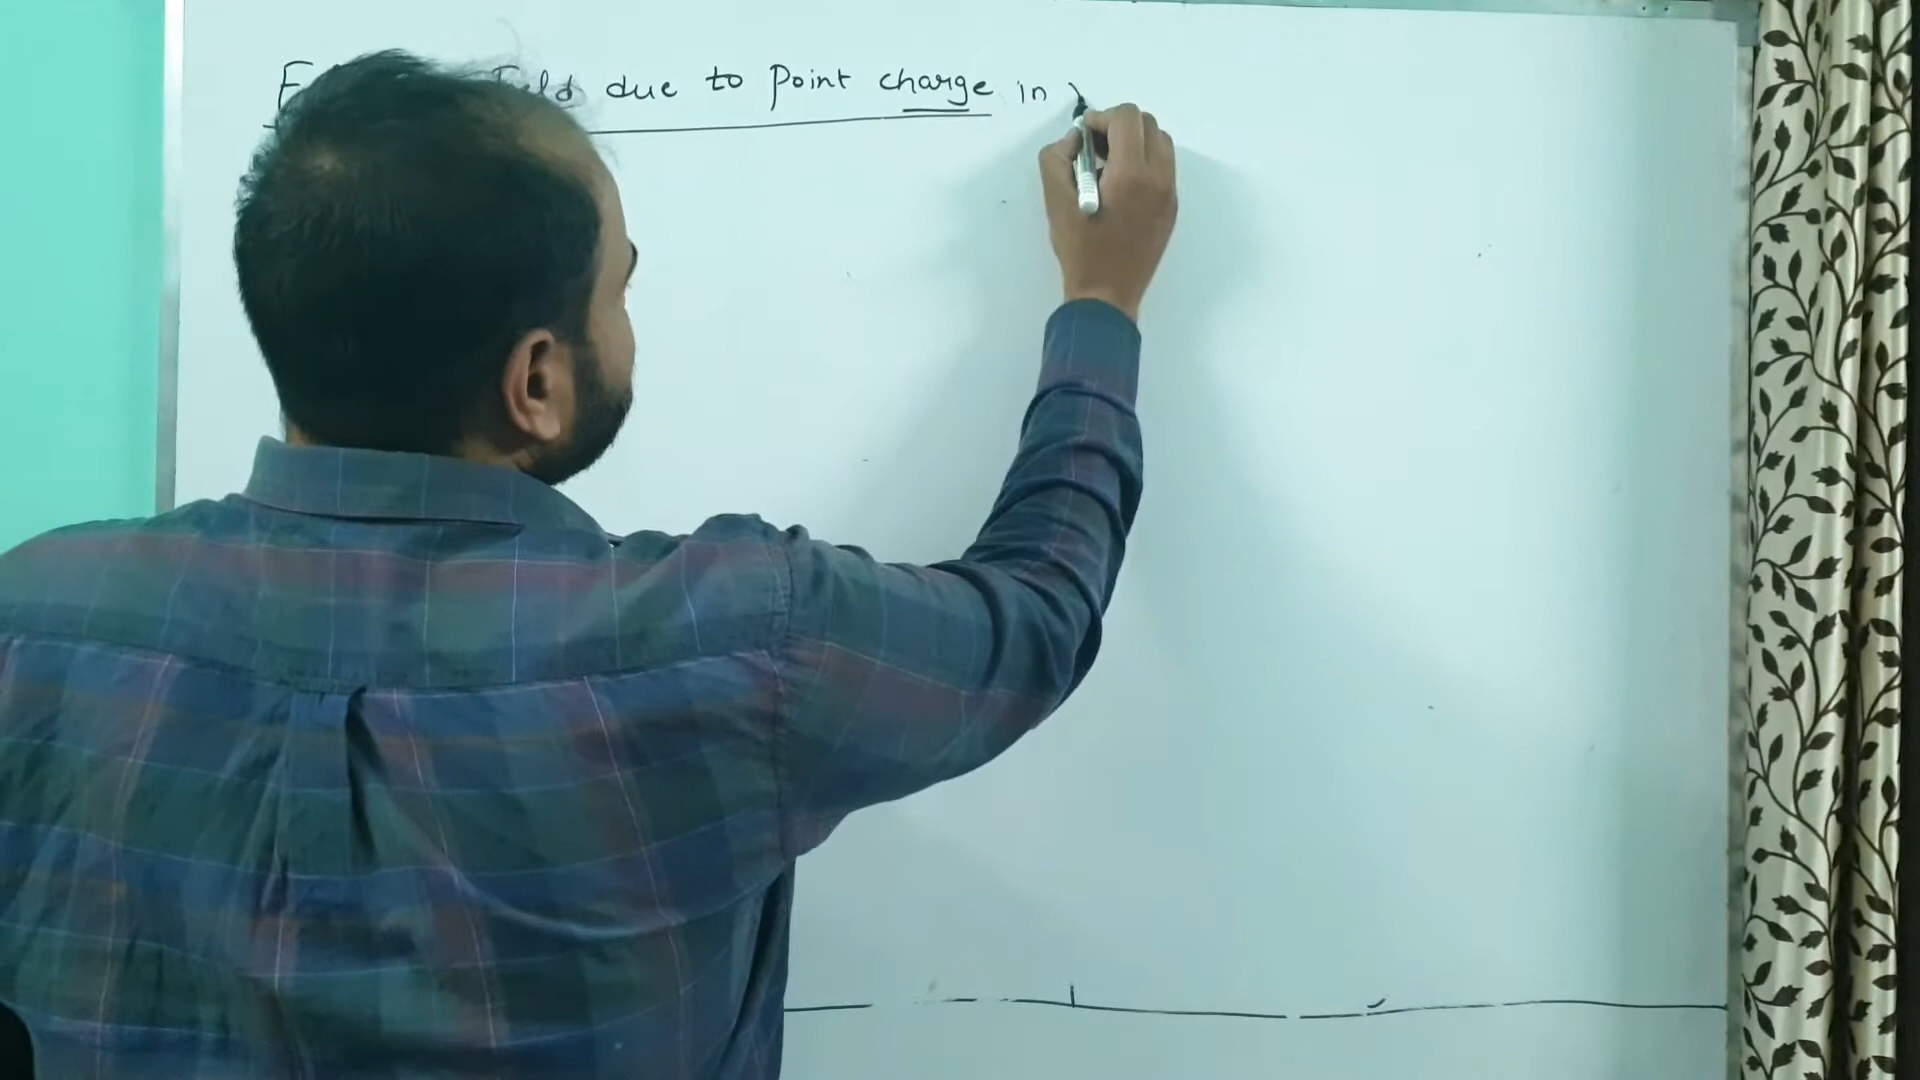 Field due to Point charge in